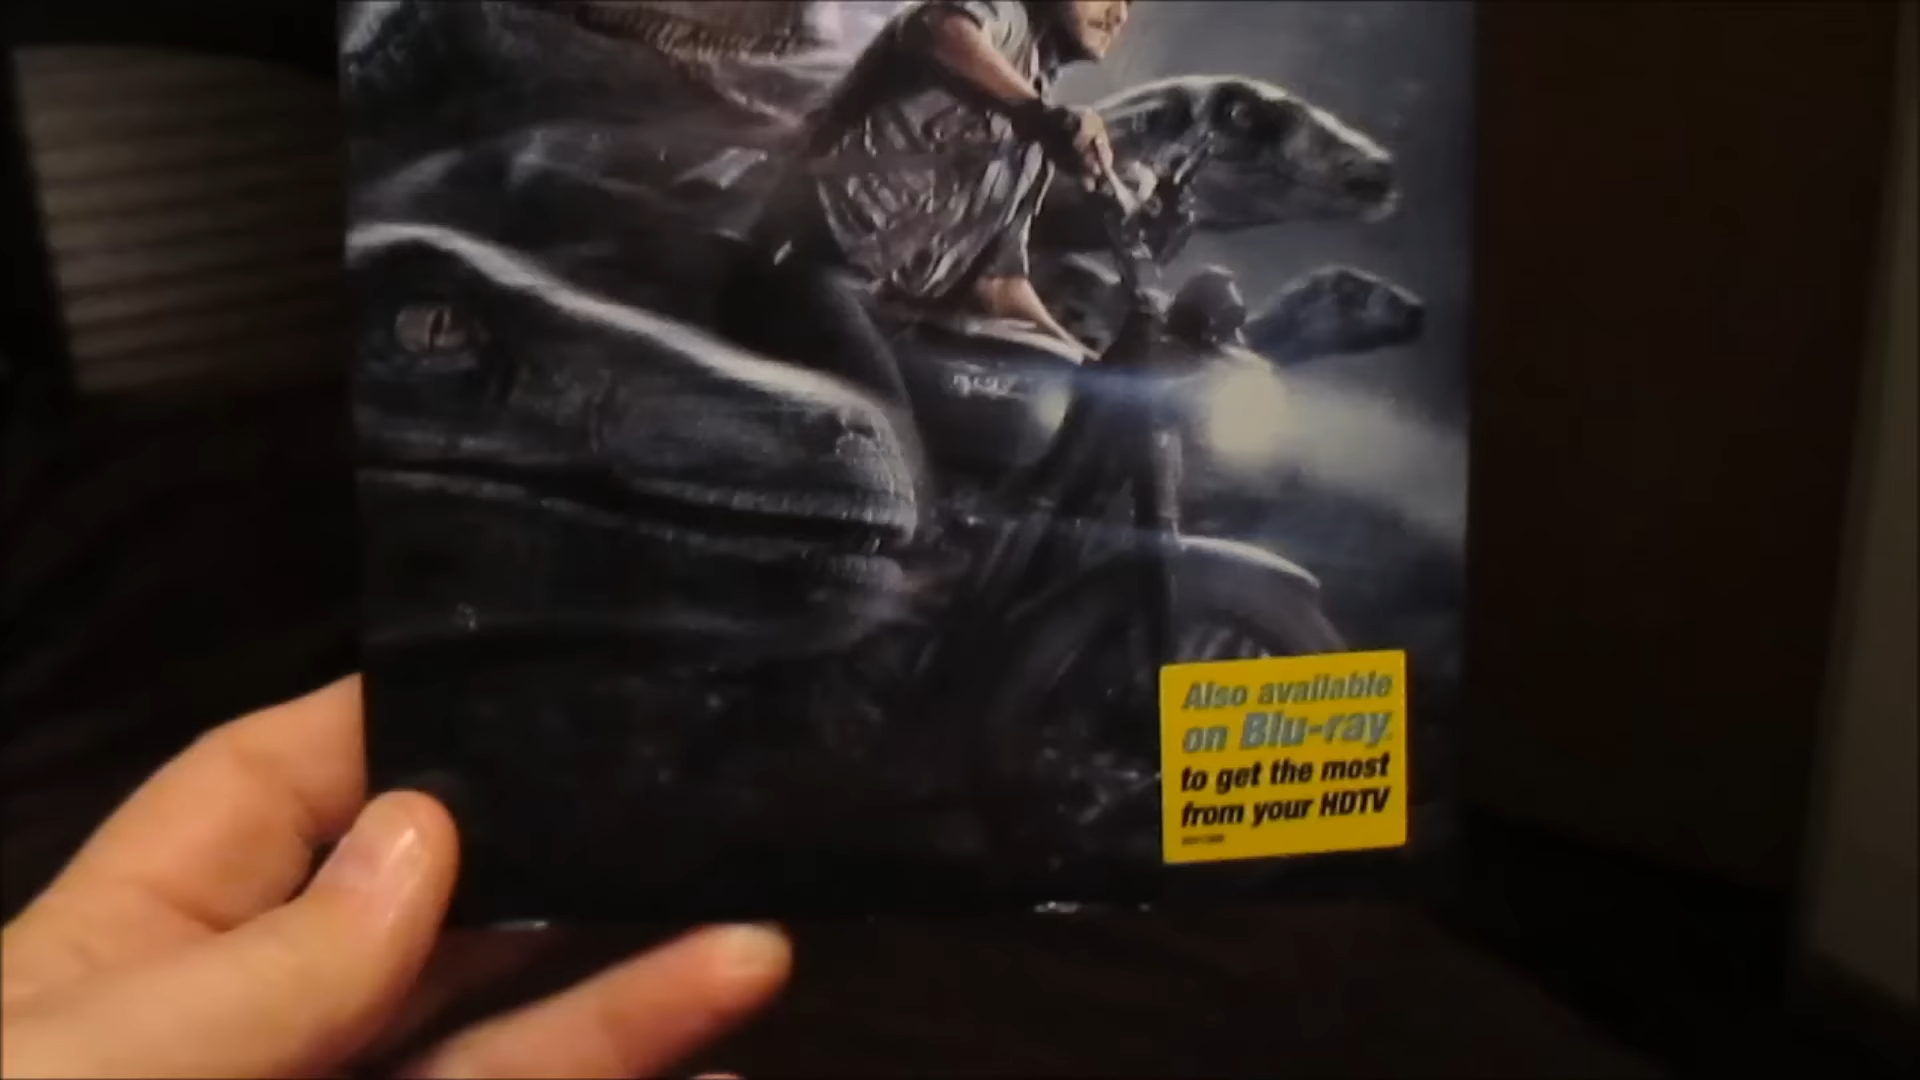 Also available
on Blu-ray
to get the most
from your HDTV